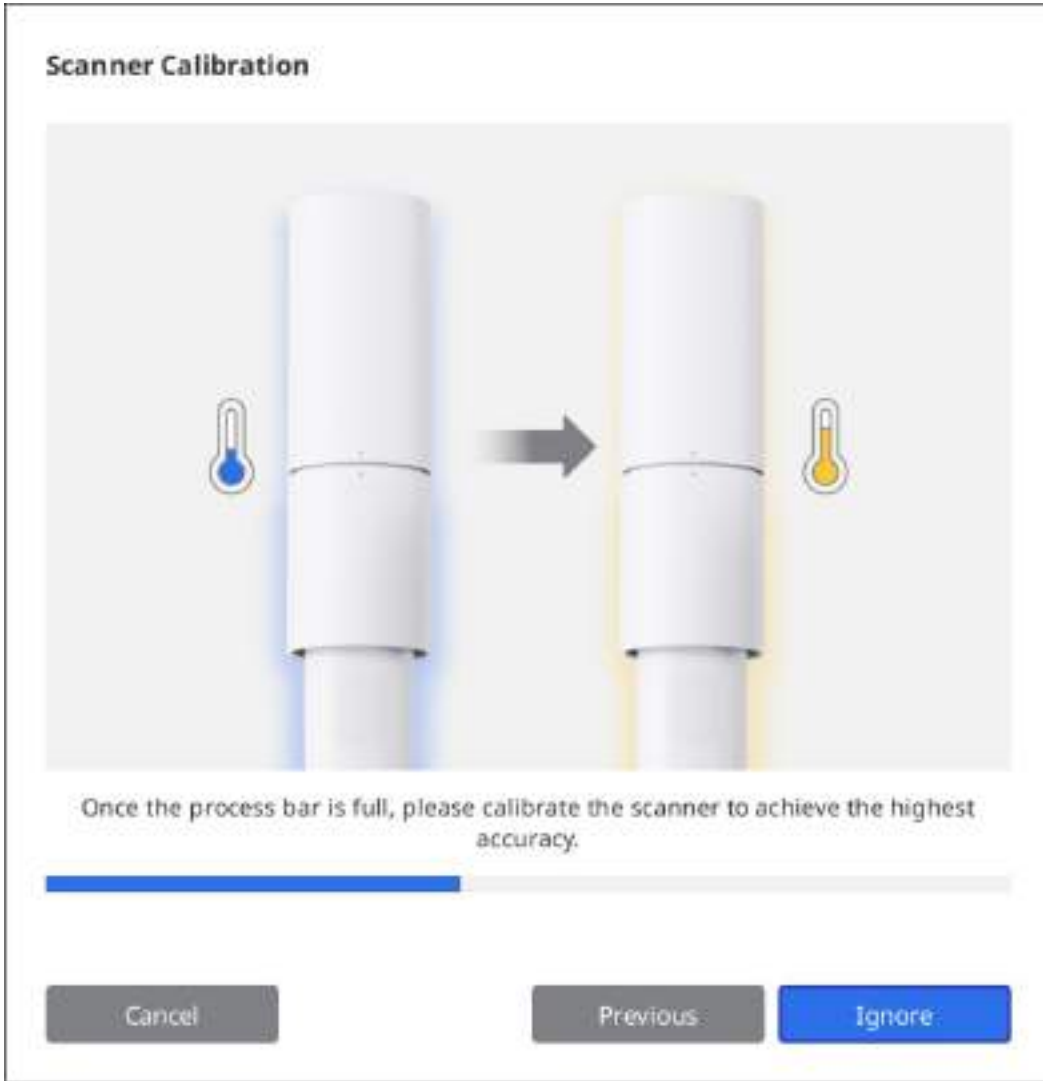 Scanner Calibration
Once the process bar is full, please calibrate the scanner to achieve the highest
accuracy.
Cancel
Previous
Ignore